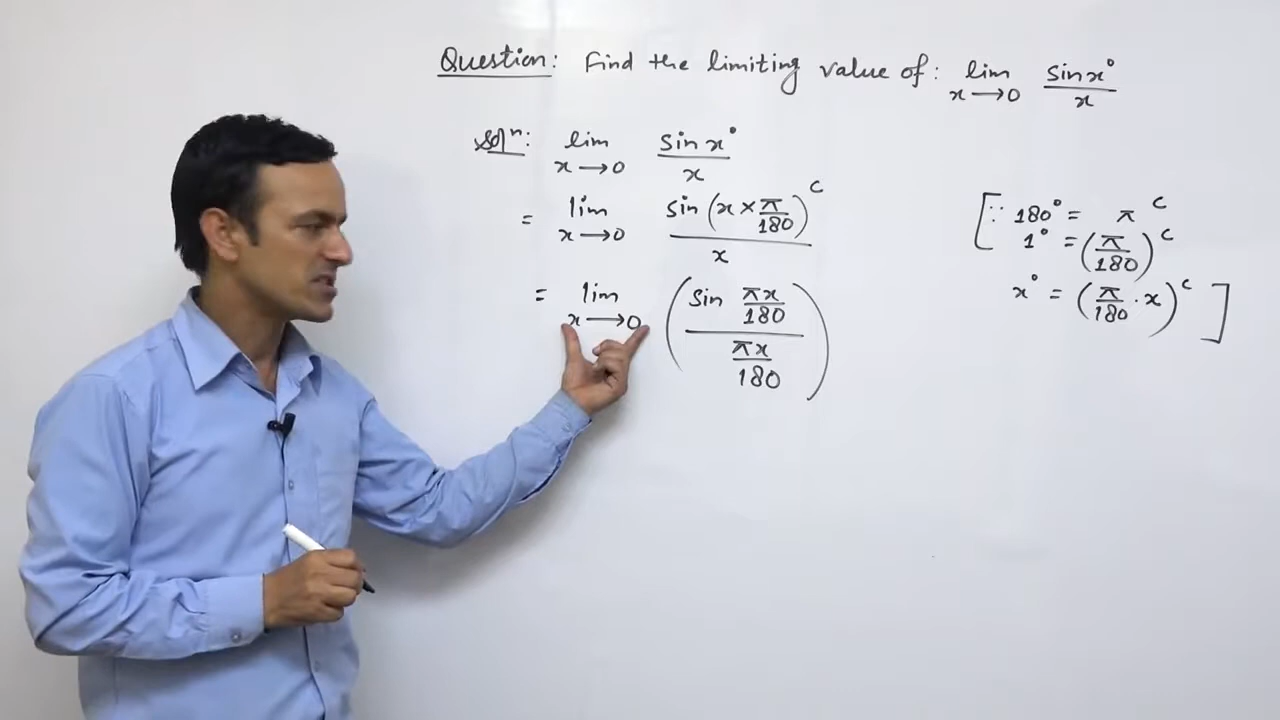 Question: Find the limiting value of: lim x→0 sin x° / x
Solⁿ: lim x→0 sin x° / x
= lim x→0 sin (x × π/180)ᶜ / x
= lim x→0 (sin πx/180 / πx/180)
[∵ 180° = πᶜ
1° = (π/180)ᶜ
x° = (π/180 · x)ᶜ]